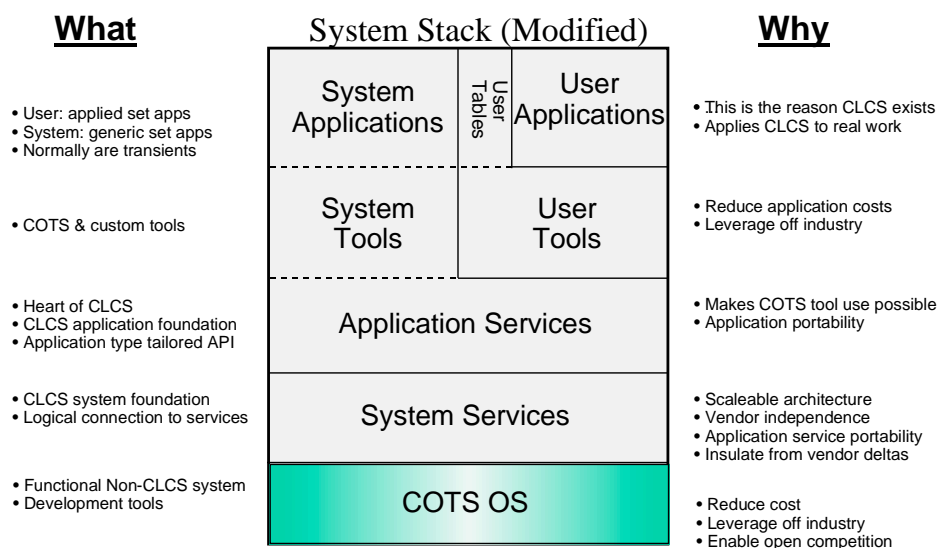 What
System Stack (Modified)
Why
System
Applications
User
Tables
User
Applications
• User: applied set apps
• System: generic set apps
• Normally are transients
• This is the reason CLCS exists
• Applies CLCS to real work
• COTS & custom tools
System
Tools
User
Tools
• Reduce application costs
• Leverage off industry
• Heart of CLCS
• CLCS application foundation
• Application type tailored API
Application Services
• Makes COTS tool use possible
• Application portability
• CLCS system foundation
• Logical connection to services
System Services
• Scaleable architecture
• Vendor independence
• Application service portability
• Insulate from vendor deltas
• Functional Non-CLCS system
• Development tools
COTS OS
• Reduce cost
• Leverage off industry
• Enable open competition